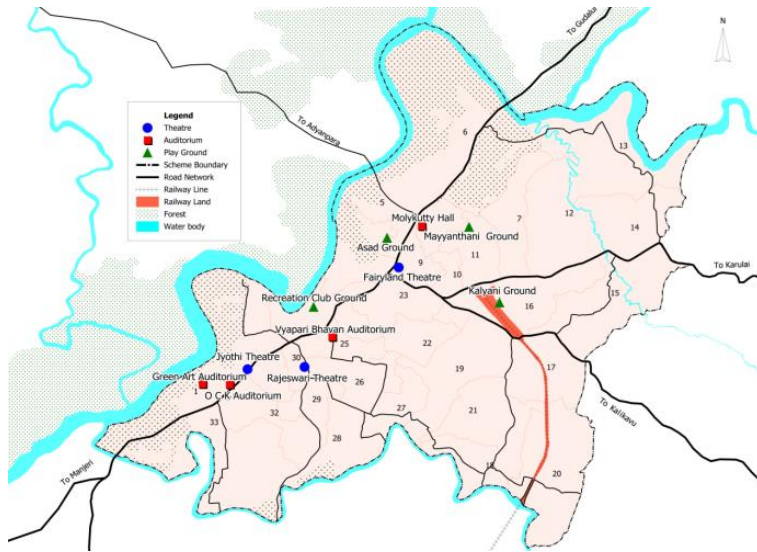 To Gudalur
N
Legend
Theatre
Auditorium
Play Ground
Scheme Boundary
Road Network
Railway Line
Railway Land
Forest
Water body
To Adyanpara
6
13
5
Molykutty Hall
7
12
14
Mayyanthani Ground
Asad Ground
9
11
Fairyland Theatre
10
To Karulai
Recreation Club Ground
23
Kalyani Ground
16
15
Vyapari Bhavan Auditorium
25
22
Jyothi Theatre
30
19
17
Green Art Auditorium
Rajeswari Theatre
26
1
O C K Auditorium
29
27
21
To Kalikavu
33
32
28
18
20
To Manjeri